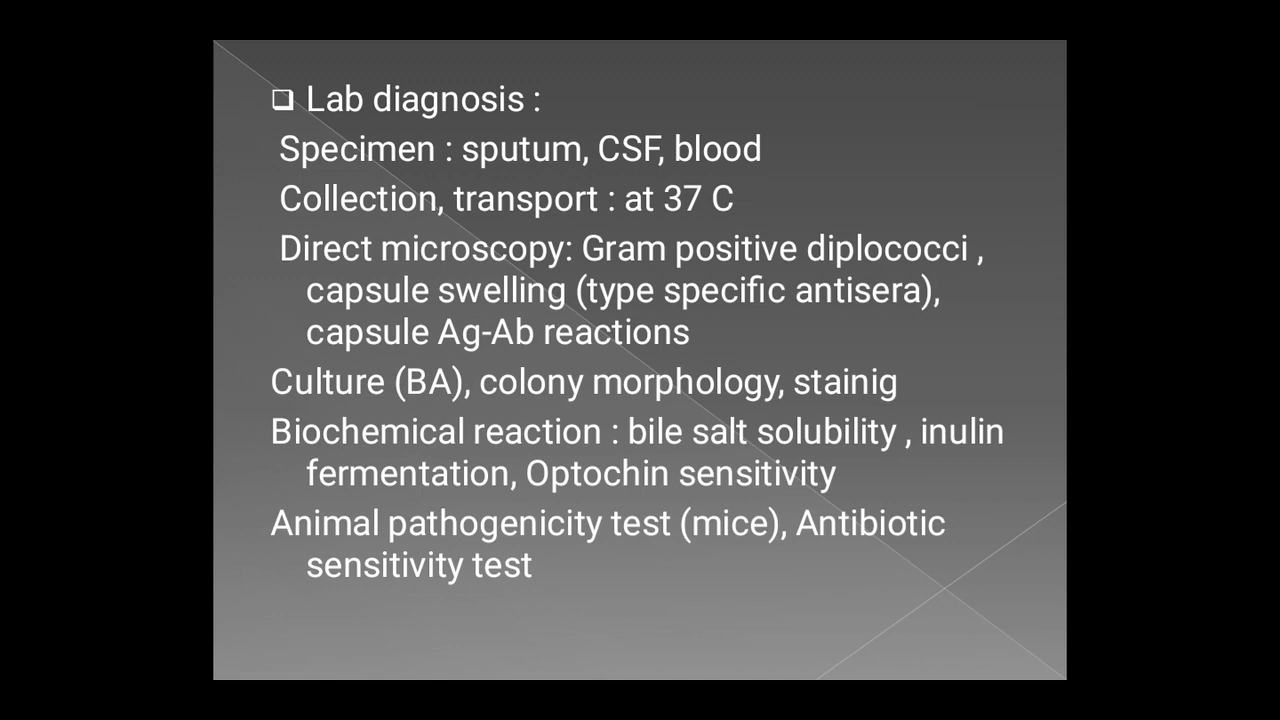 Lab diagnosis :
Specimen : sputum, CSF, blood
Collection, transport : at 37 C
Direct microscopy: Gram positive diplococci ,
capsule swelling (type specific antisera),
capsule Ag-Ab reactions
Culture (BA), colony morphology, stainig
Biochemical reaction : bile salt solubility , inulin
fermentation, Optochin sensitivity
Animal pathogenicity test (mice), Antibiotic
sensitivity test